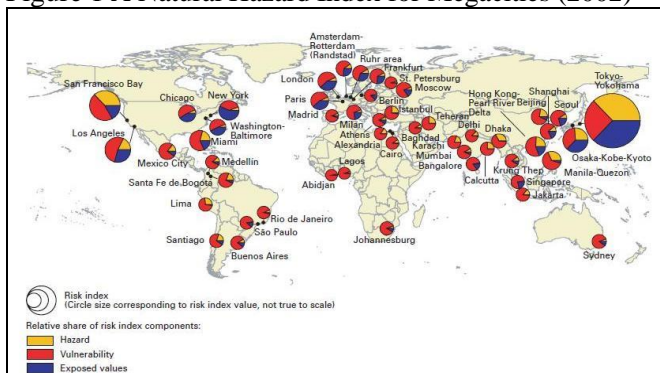 Figure 1 A Natural Hazard Index for Megacities (2002)
Amsterdam-
Rotterdam
(Randstad)
Ruhr area
Frankfurt
St. Petersburg
Moscow
London
Paris
Berlin
Madrid
Milan
Athens
Alexandria
Istanbul
Cairo
Baghdad
Teheran
Karachi
Mumbai
Bangalore
Delhi
Dhaka
Calcutta
Hong Kong-
Pearl River
Delta
Beijing
Shanghai
Seoul
Tokyo-
Yokohama
Osaka-Kobe-Kyoto
Manila-Quezon
Krung Thep
Singapore
Jakarta
Sydney
San Francisco Bay
Los Angeles
Chicago
New York
Washington-
Baltimore
Miami
Mexico City
Medellin
Santa Fe de Bogotá
Lima
Santiago
Rio de Janeiro
São Paulo
Buenos Aires
Abidjan
Lagos
Johannesburg
Risk index
(Circle size corresponding to risk index value, not true to scale)
Relative share of risk index components:
Hazard
Vulnerability
Exposed values